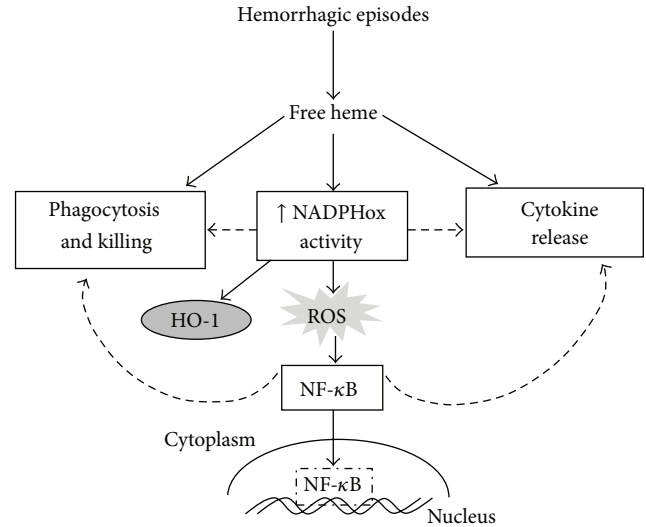 Hemorrhagic episodes
Free heme
Phagocytosis
and killing
↑ NADPHox
activity
Cytokine
release
HO-1
ROS
NF-κB
Cytoplasm
NF-κB
Nucleus